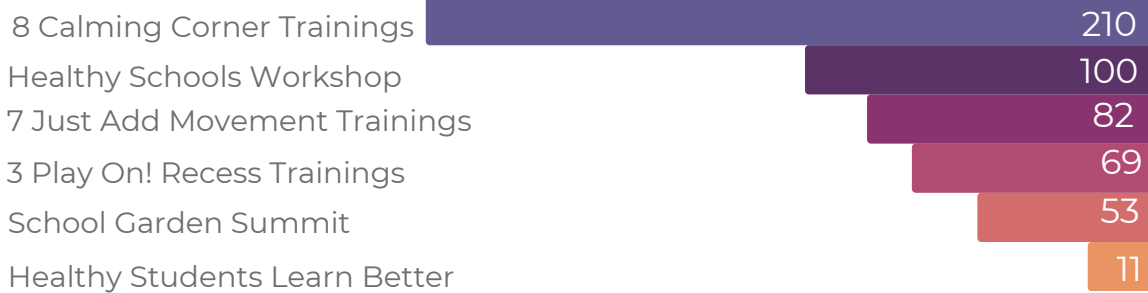 8 Calming Corner Trainings 210
Healthy Schools Workshop 100
7 Just Add Movement Trainings 82
3 Play On! Recess Trainings 69
School Garden Summit 53
Healthy Students Learn Better 11